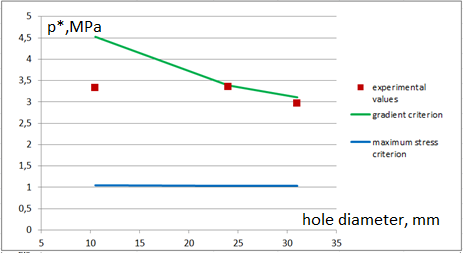 5
p*,MPa
4,5
4
3,5
3
2,5
2
1,5
1
0,5
0
5
10
15
20
25
30
35
hole diameter, mm
experimental
values
gradient criterion
maximum stress
criterion